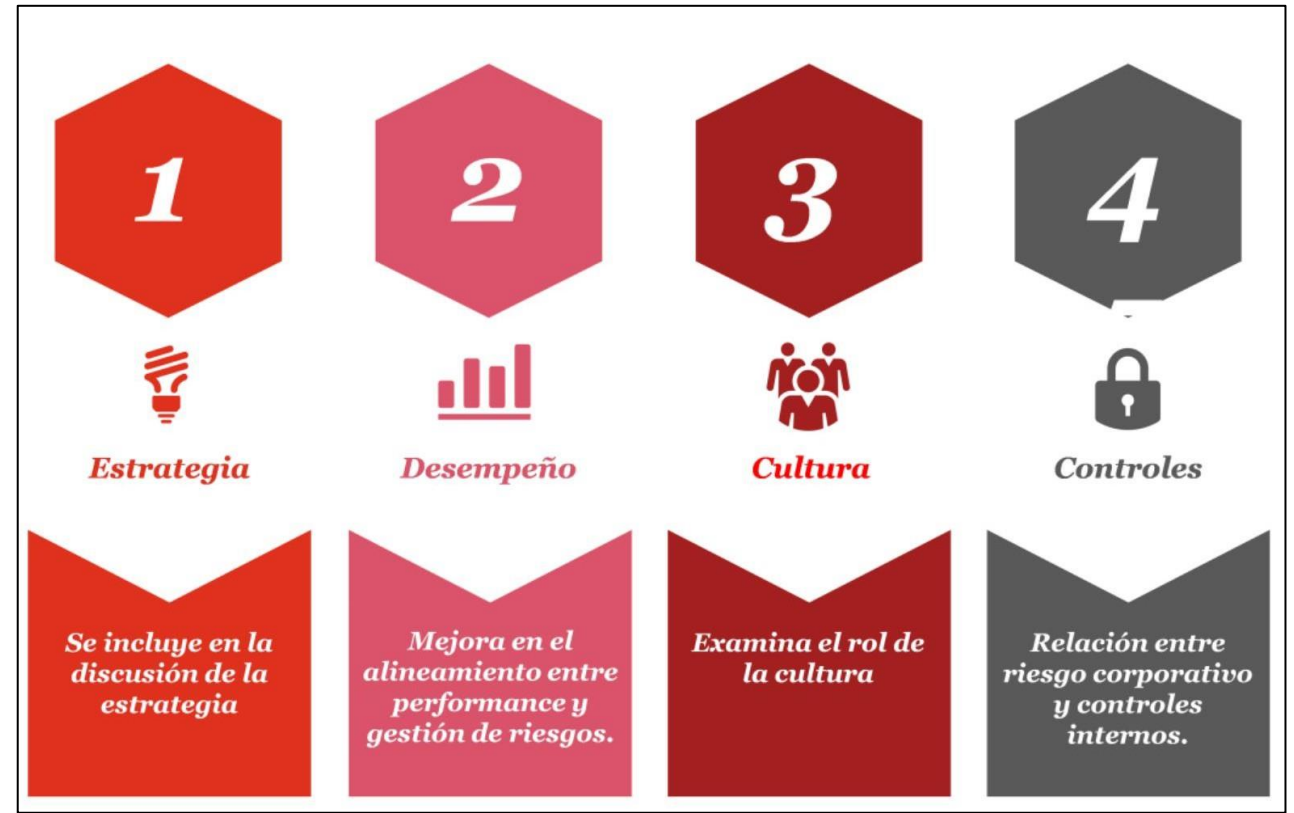 1
2
3
4
Estrategia
Desempeño
Cultura
Controles
Se incluye en la
discusión de la
estrategia
Mejora en el
alineamiento entre
performance y
gestión de riesgos.
Examina el rol de
la cultura
Relación entre
riesgo corporativo
y controles
internos.